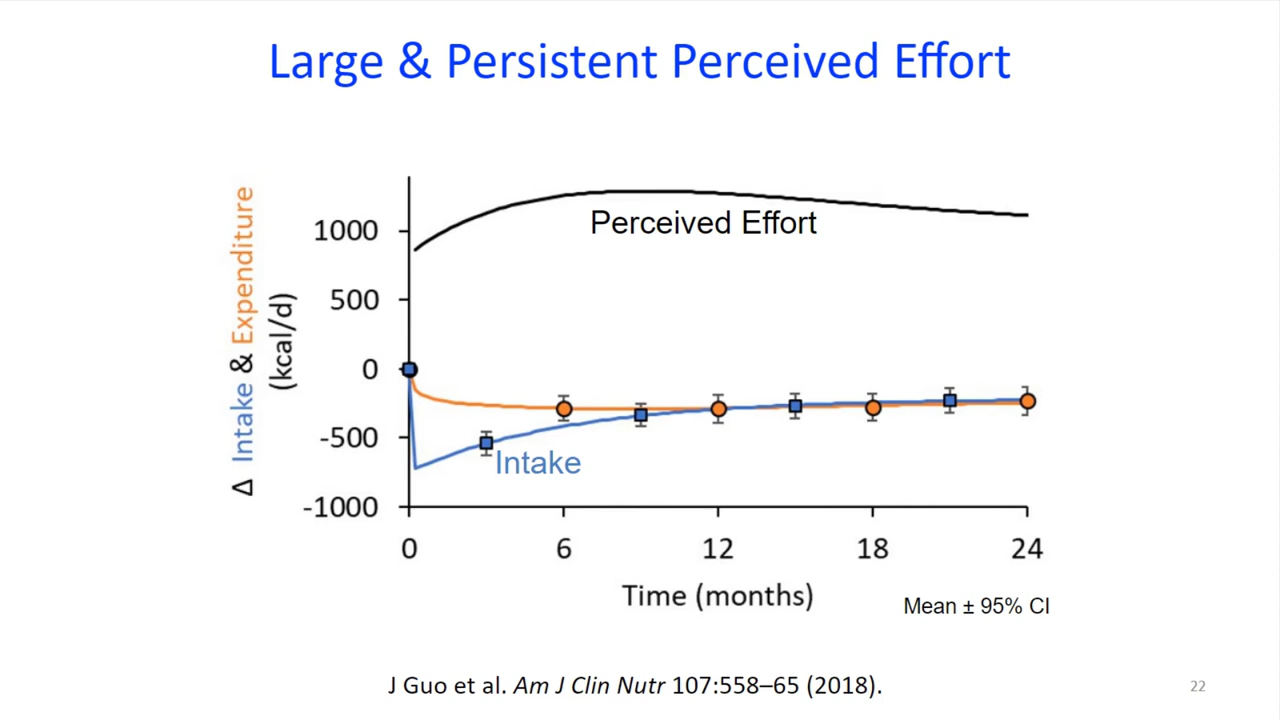 Large & Persistent Perceived Effort
Δ Intake & Expenditure
(kcal/d)
1000
500
0
-500
-1000
Perceived Effort
Intake
0 6 12 18 24
Time (months)
Mean ± 95% CI
J Guo et al. Am J Clin Nutr 107:558–65 (2018).
22